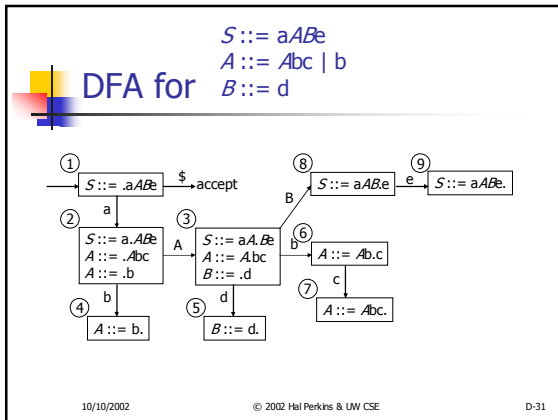 S ::= aABe
A ::= Abc | b
DFA for B ::= d
1
S ::= .aABe
$
accept
8
S ::= aAB.e
e
9
S ::= aABe.
a
B
2
S ::= a.ABe
A ::= .Abc
A ::= .b
A
3
S ::= aA.Be
A ::= A.bc
B ::= .d
b
6
A ::= Ab.c
b
d
c
4
A ::= b.
5
B ::= d.
7
A ::= Abc.
10/10/2002
© 2002 Hal Perkins & UW CSE
D-31